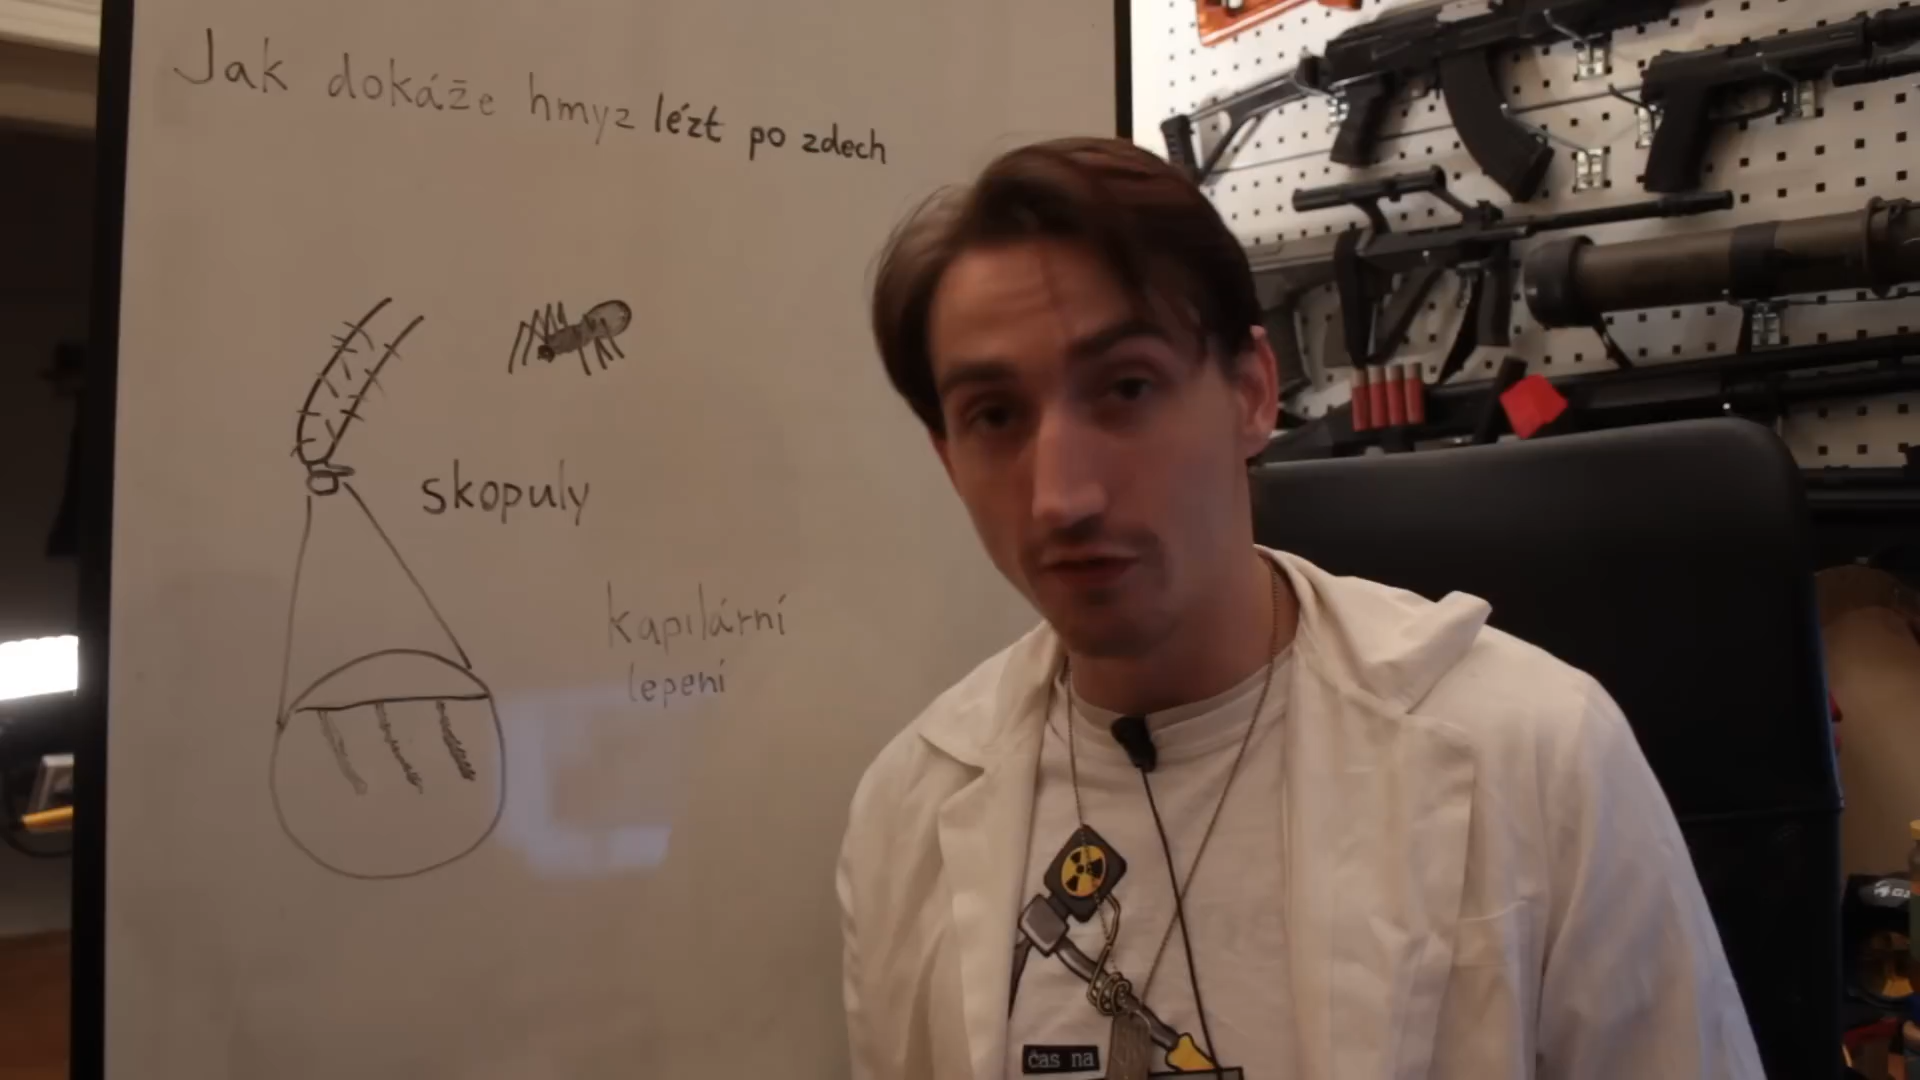 Jak dokáže hmyz lézt po zdech
skopuly
kapilární
lepení
čas na